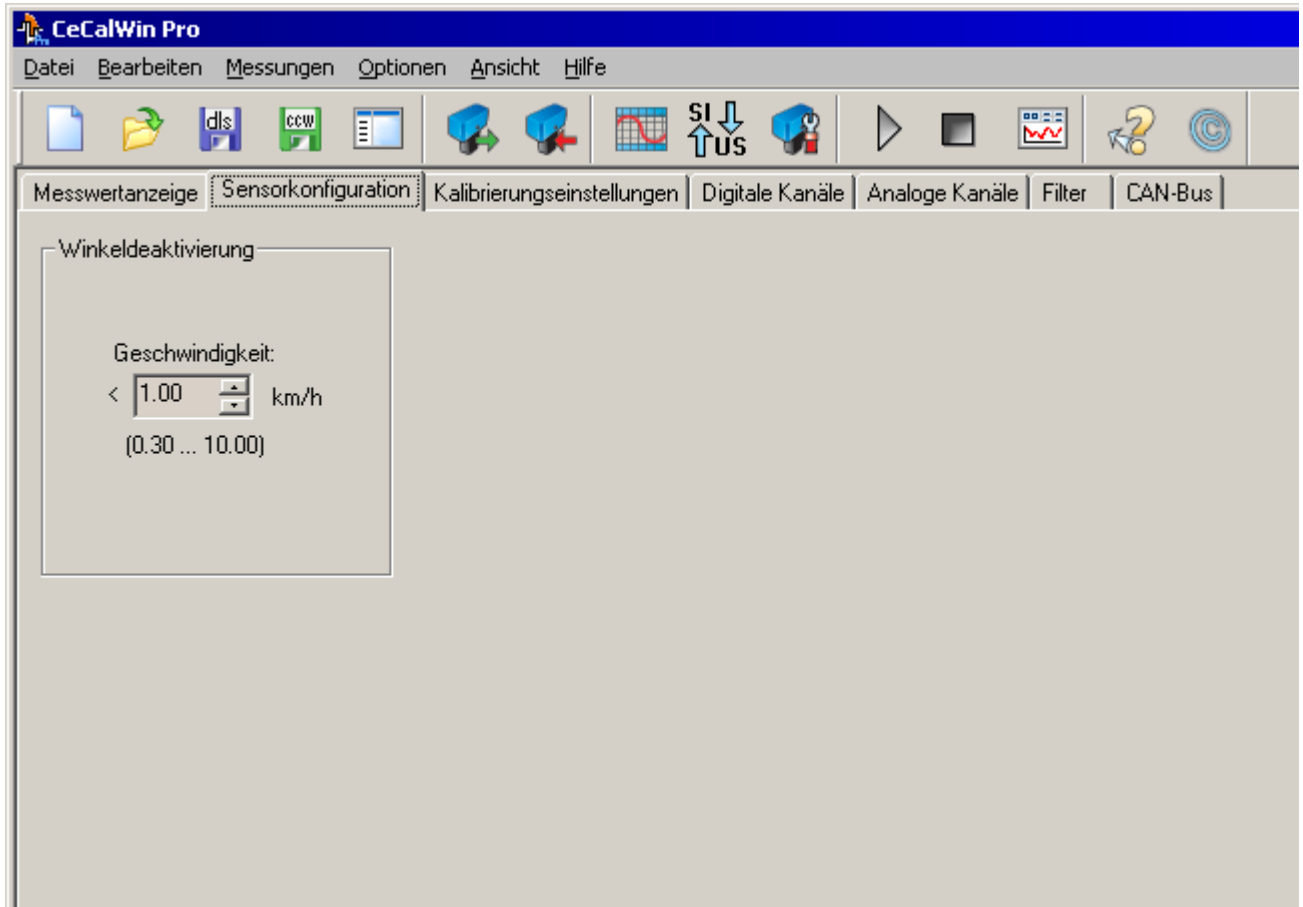 CeCalWin Pro
Datei Bearbeiten Messungen Optionen Ansicht Hilfe
dls ccw SI US
Messwertanzeige Sensorkonfiguration Kalibrierungseinstellungen Digitale Kanäle Analoge Kanäle Filter CAN-Bus
Winkeldeaktivierung
Geschwindigkeit:
< 1.00 km/h
(0.30 ... 10.00)